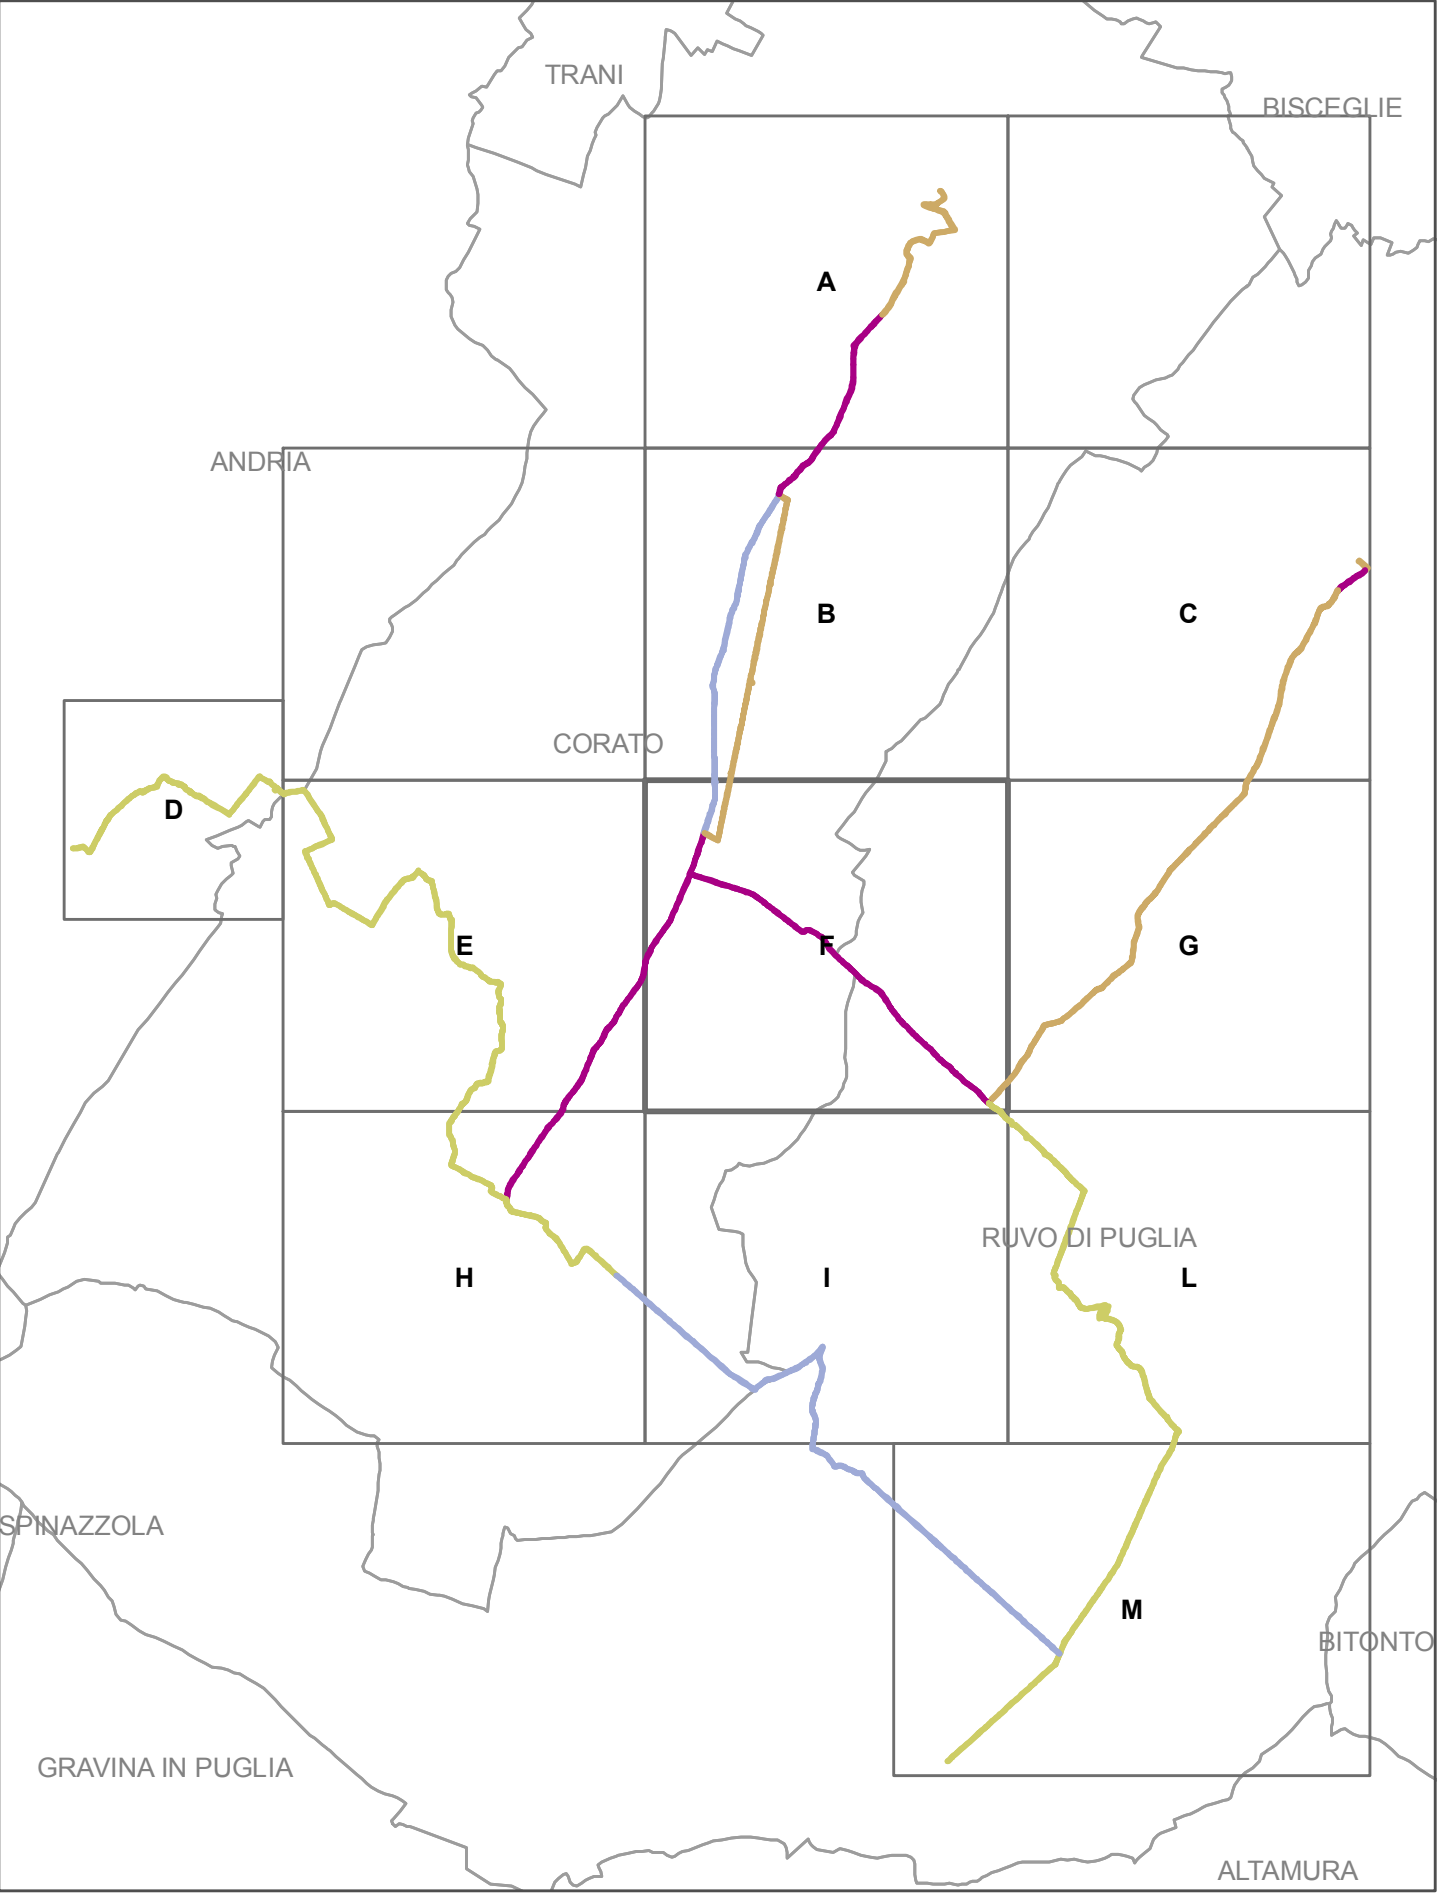 TRANI
BISCEGLIE
A
ANDRIA
B
C
CORATO
D
E
F
G
RUVO DI PUGLIA
H
I
L
SPINAZZOLA
M
BITONTO
GRAVINA IN PUGLIA
ALTAMURA